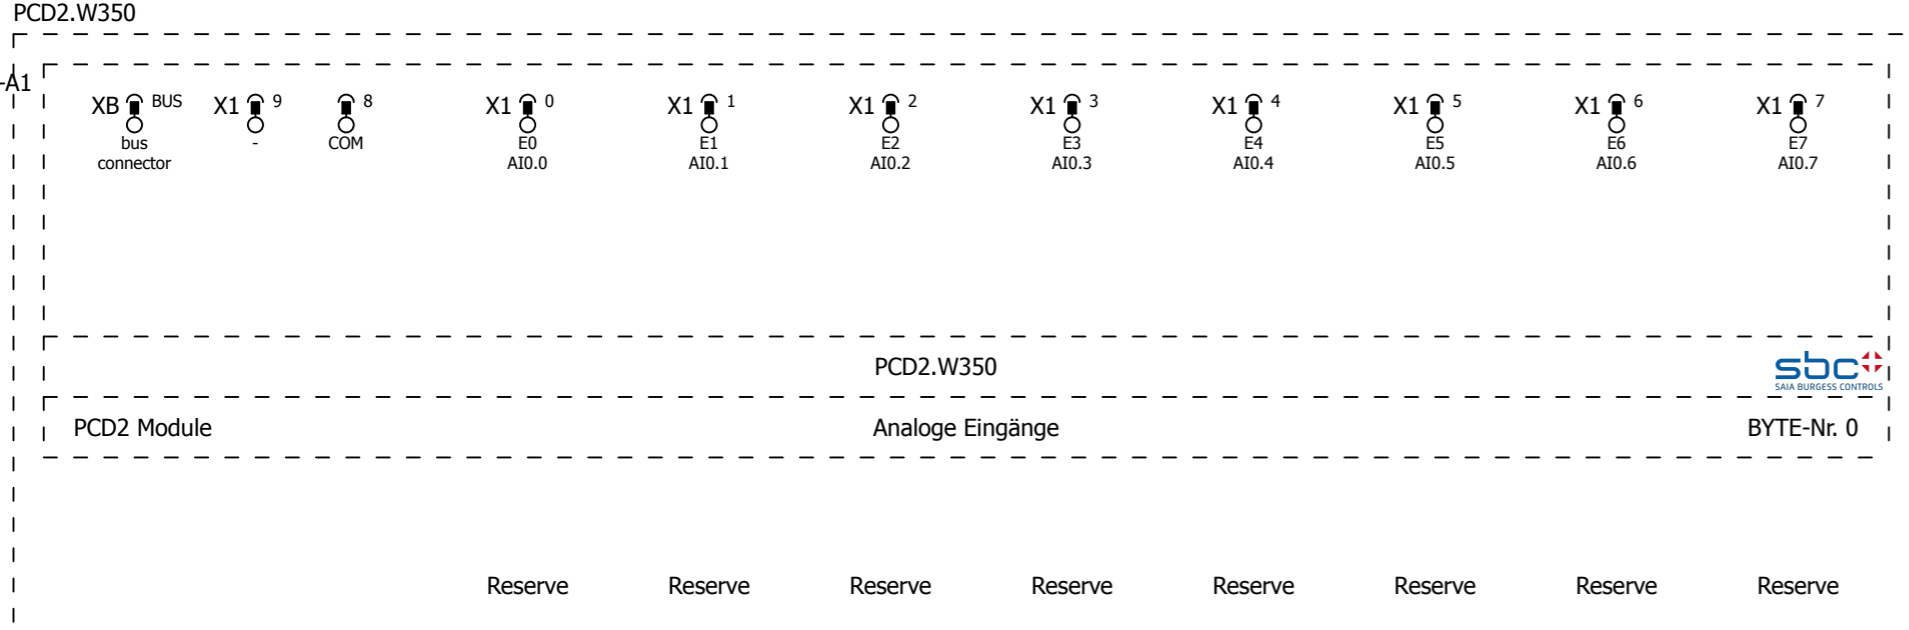 PCD2.W350
-A1
XB BUS X1 9 8 X1 0 X1 1 X1 2 X1 3 X1 4 X1 5 X1 6 X1 7
bus - COM E0 E1 E2 E3 E4 E5 E6 E7
connector AI0.0 AI0.1 AI0.2 AI0.3 AI0.4 AI0.5 AI0.6 AI0.7
PCD2.W350 sbc
SAIA BURGESS CONTROLS
PCD2 Module Analoge Eingänge BYTE-Nr. 0
Reserve Reserve Reserve Reserve Reserve Reserve Reserve Reserve